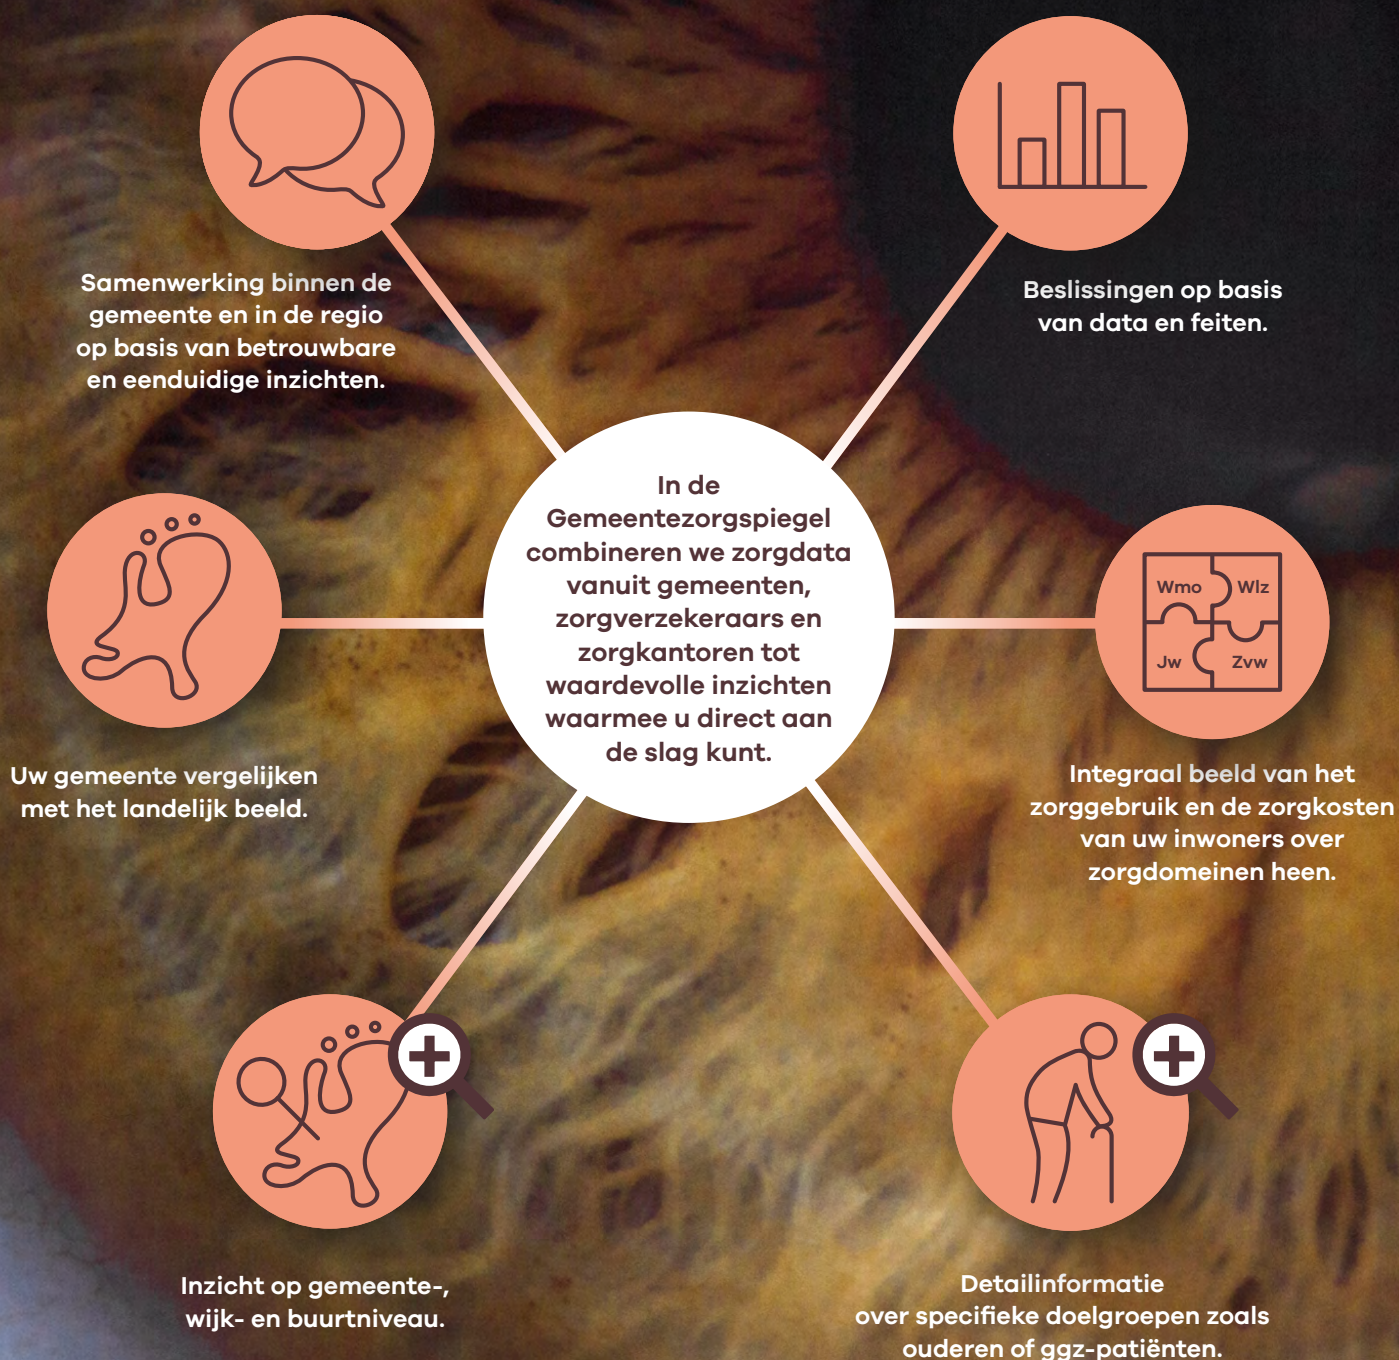 Samenwerking binnen de
gemeente en in de regio
op basis van betrouwbare
en eenduidige inzichten.
Beslissingen op basis
van data en feiten.
In de
Gemeentezorgspiegel
combineren we zorgdata
vanuit gemeenten,
zorgverzekeraars en
zorgkantoren tot
waardevolle inzichten
waarmee u direct aan
de slag kunt.
Uw gemeente vergelijken
met het landelijk beeld.
Wmo Wlz
Jw Zvw
Integraal beeld van het
zorggebruik en de zorgkosten
van uw inwoners over
zorgdomeinen heen.
Inzicht op gemeente-,
wijk- en buurtniveau.
Detailinformatie
over specifieke doelgroepen zoals
ouderen of ggz-patiënten.